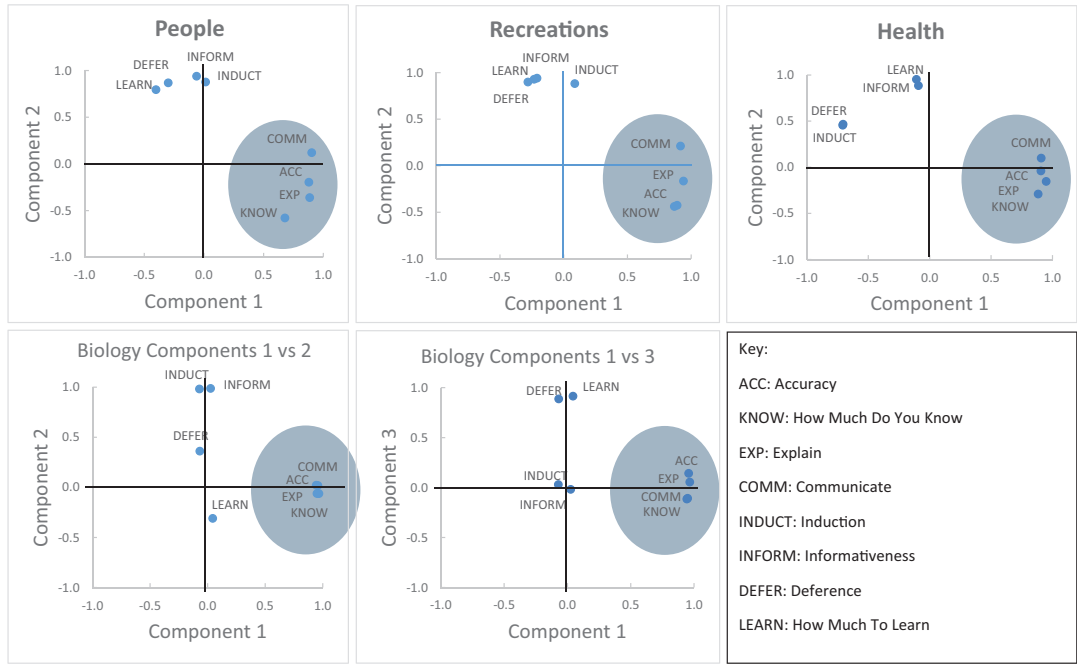 People
INFORM
DEFER
INDUCT
LEARN
1.0
0.5
0.0
-0.5
-1.0
COMM
ACC
EXP
KNOW
Component 2
-1.0
-0.5
0.0
0.5
1.0
Component 1
Recreations
INFORM
LEARN
INDUCT
DEFER
1.0
0.5
0.0
-0.5
-1.0
COMM
EXP
ACC
KNOW
Component 2
-1.0
-0.5
0.0
0.5
1.0
Component 1
Health
LEARN
INFORM
DEFER
INDUCT
1.0
0.5
0.0
-0.5
-1.0
COMM
ACC
EXP
KNOW
Component 2
-1.0
-0.5
0.0
0.5
1.0
Component 1
Biology Components 1 vs 2
INDUCT
INFORM
DEFER
LEARN
1.0
0.5
0.0
-0.5
-1.0
COMM
ACC
EXP
KNOW
Component 2
-1.0
-0.5
0.0
0.5
1.0
Component 1
Biology Components 1 vs 3
DEFER
LEARN
INDUCT
INFORM
1.0
0.5
0.0
-0.5
-1.0
ACC
EXP
COMM
KNOW
Component 3
-1.0
-0.5
0.0
0.5
1.0
Component 1
Key:
ACC: Accuracy
KNOW: How Much Do You Know
EXP: Explain
COMM: Communicate
INDUCT: Induction
INFORM: Informativeness
DEFER: Deference
LEARN: How Much To Learn